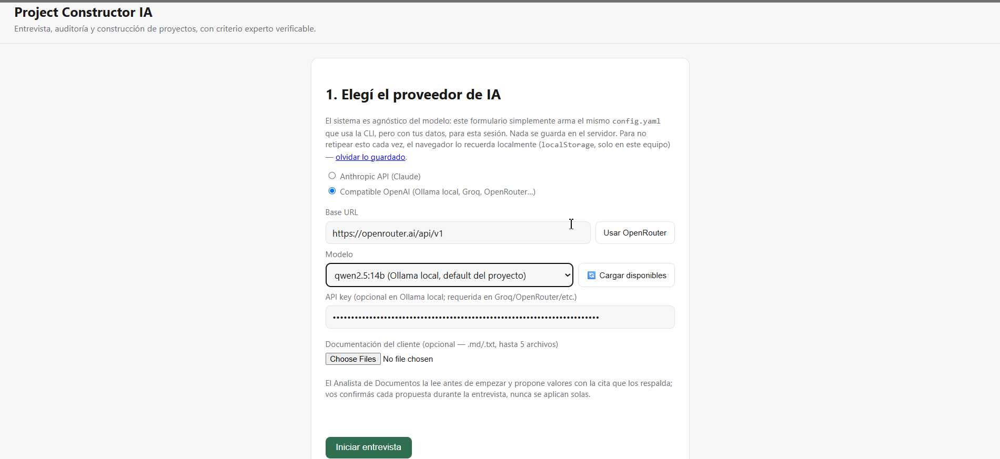 Project Constructor IA
Entrevista, auditoría y construcción de proyectos, con criterio experto verificable.
1. Elegí el proveedor de IA
El sistema es agnóstico del modelo: este formulario simplemente arma el mismo config.yaml
que usa la CLI, pero con tus datos, para esta sesión. Nada se guarda en el servidor. Para no
retipear esto cada vez, el navegador lo recuerda localmente (localStorage, solo en este equipo)
— olvidar lo guardado.
Anthropic API (Claude)
Compatible OpenAI (Ollama local, Groq, OpenRouter...)
Base URL
https://openrouter.ai/api/v1
Usar OpenRouter
Modelo
qwen2.5:14b (Ollama local, default del proyecto)
Cargar disponibles
API key (opcional en Ollama local; requerida en Groq/OpenRouter/etc.)
Documentación del cliente (opcional — .md/.txt, hasta 5 archivos)
Choose Files No file chosen
El Analista de Documentos la lee antes de empezar y propone valores con la cita que los respalda;
vos confirmás cada propuesta durante la entrevista, nunca se aplican solas.
Iniciar entrevista